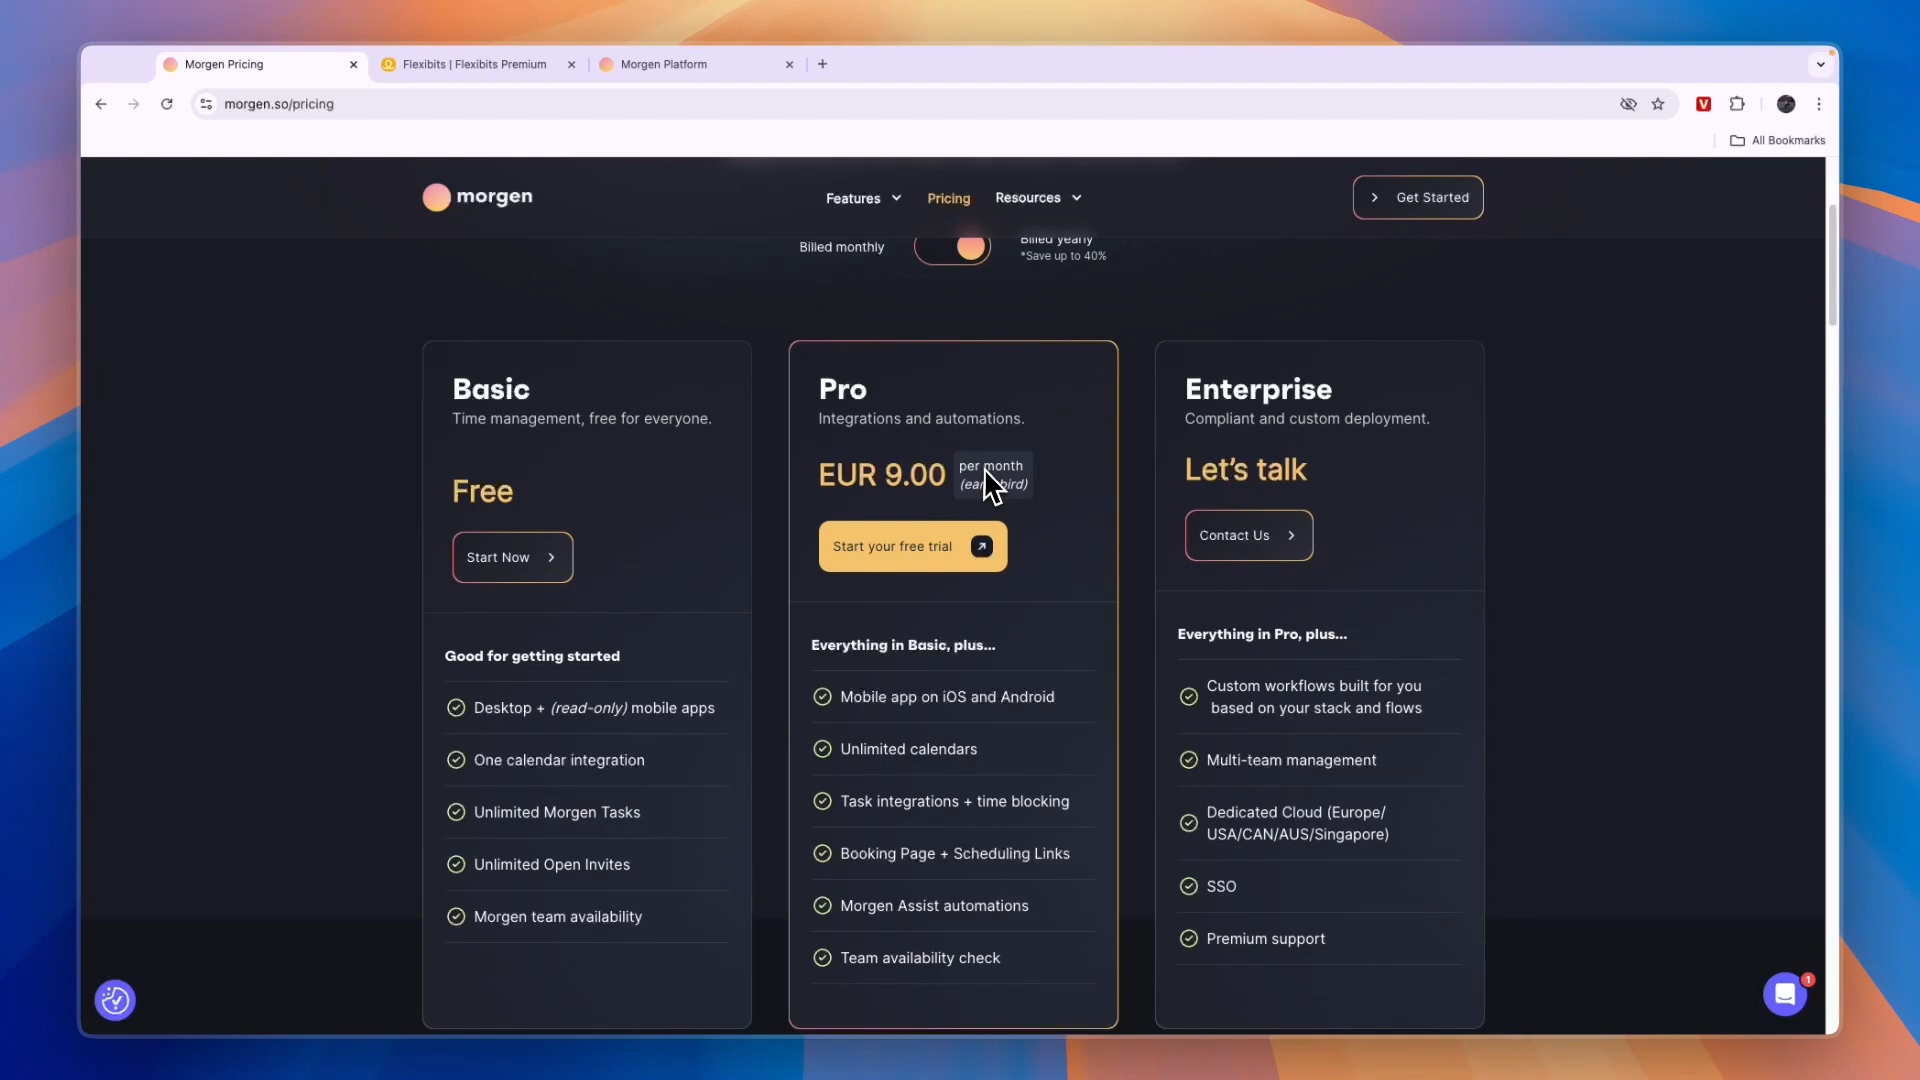 Morgen Pricing
Flexibits | Flexibits Premium
Morgen Platform
morgen.so/pricing
V
All Bookmarks
morgen
Features
Pricing
Resources
Get Started
Billed monthly
Billed yearly
*Save up to 40%
Basic
Time management, free for everyone.
Free
Start Now
Good for getting started
Desktop + (read-only) mobile apps
One calendar integration
Unlimited Morgen Tasks
Unlimited Open Invites
Morgen team availability
Pro
Integrations and automations.
EUR 9.00
per month
bird)
Start your free trial
Everything in Basic, plus...
Mobile app on iOS and Android
Unlimited calendars
Task integrations + time blocking
Booking Page + Scheduling Links
Morgen Assist automations
Team availability check
Enterprise
Compliant and custom deployment.
Let's talk
Contact Us
Everything in Pro, plus...
Custom workflows built for you
based on your stack and flows
Multi-team management
Dedicated Cloud (Europe/
USA/CAN/AUS/Singapore)
SSO
Premium support
1